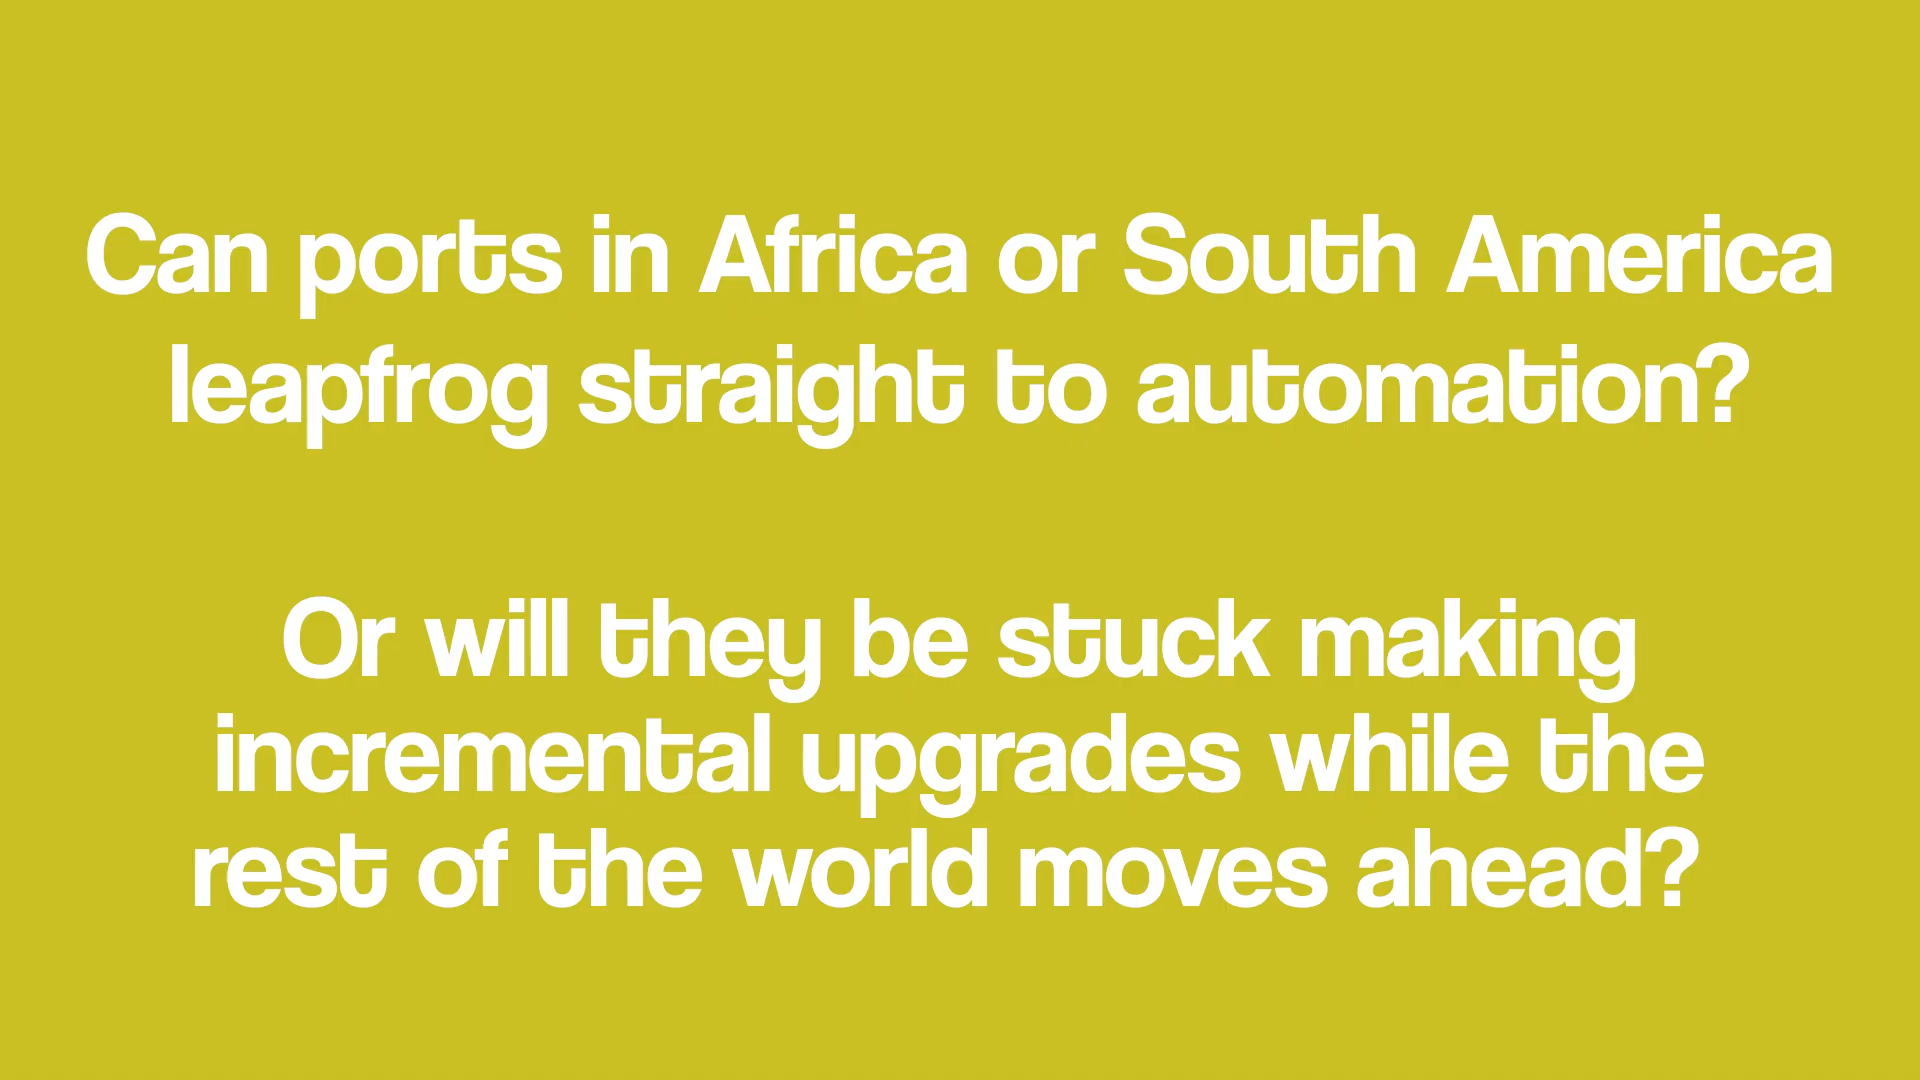 Can ports in Africa or South America
leapfrog straight to automation?
Or will they be stuck making
incremental upgrades while the
rest of the world moves ahead?